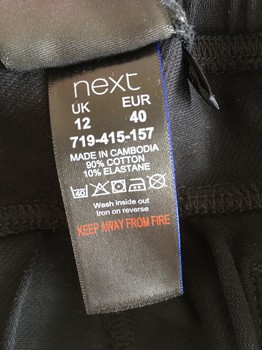 next
UK EUR
12 40
719-415-157
MADE IN CAMBODIA
90% COTTON
10% ELASTANE
Wash inside out
Iron on reverse
KEEP AWAY FROM FIRE